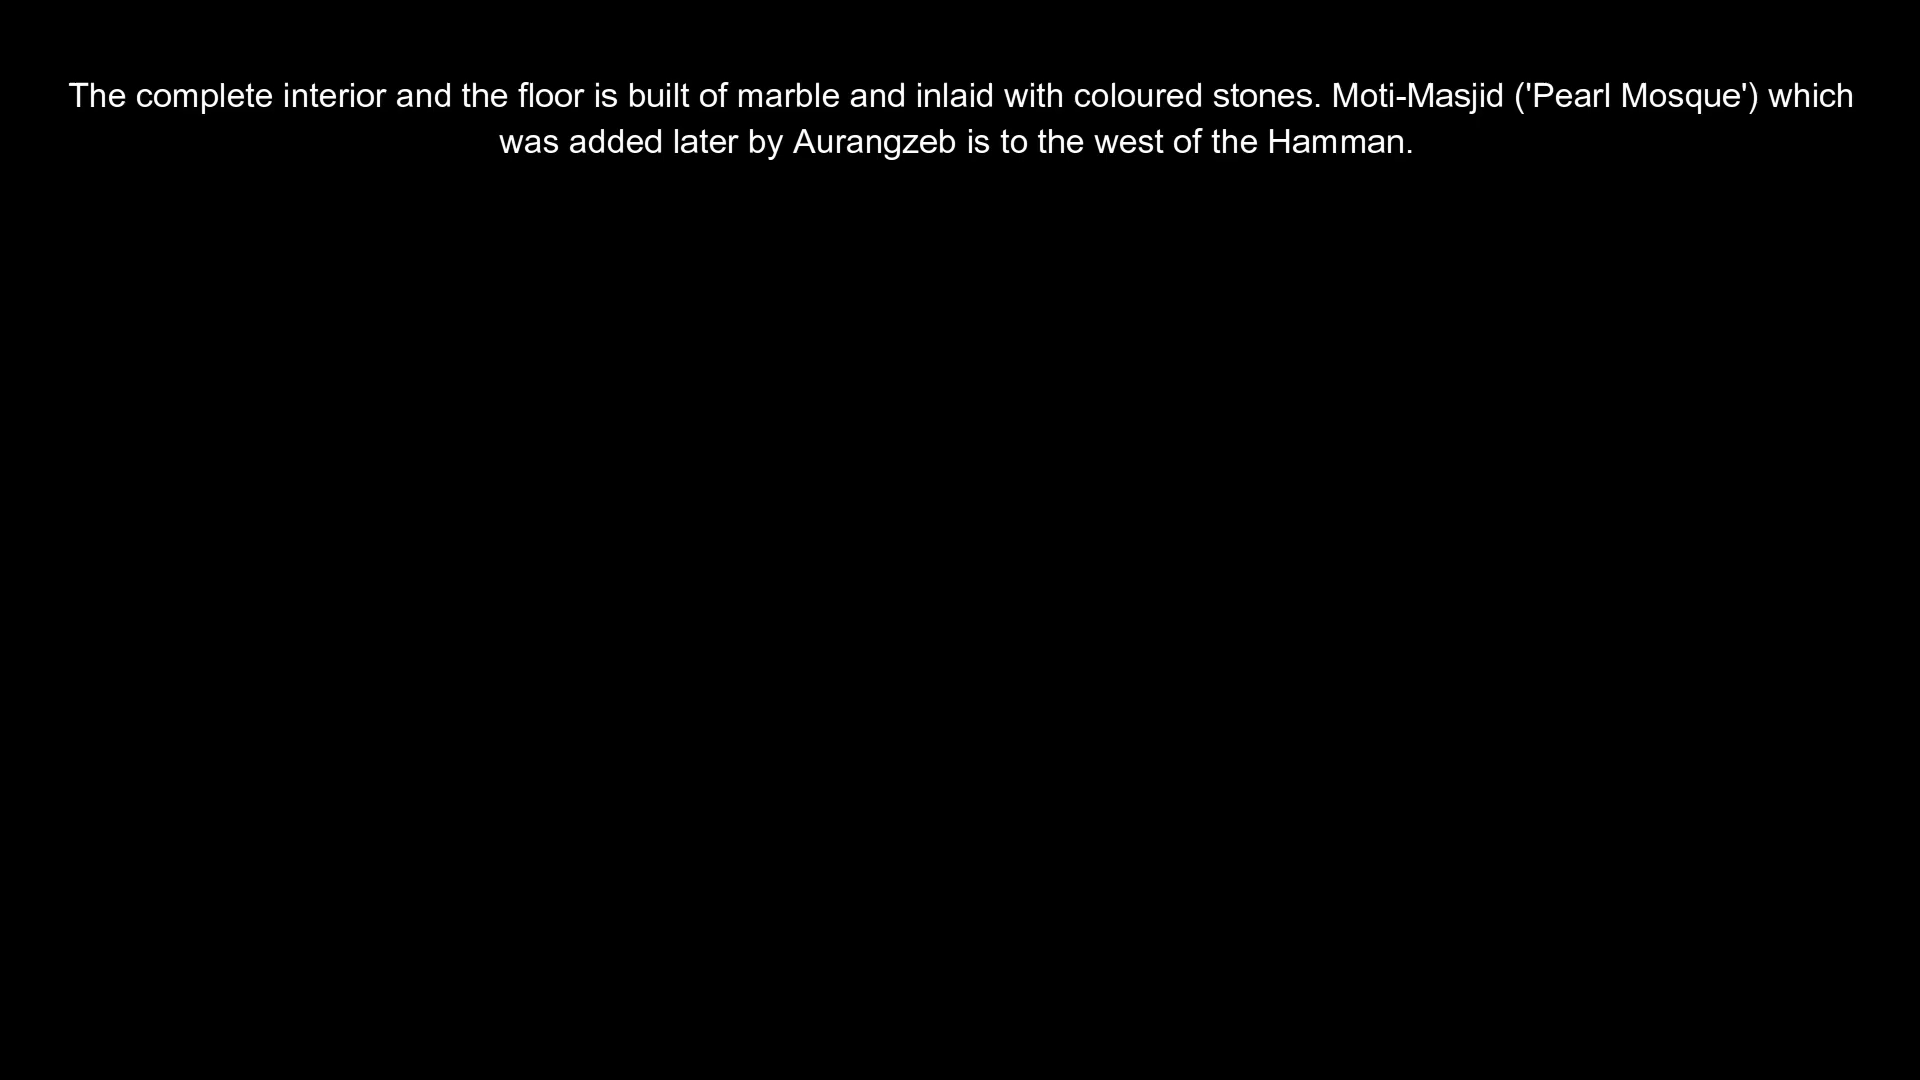 The complete interior and the floor is built of marble and inlaid with coloured stones. Moti-Masjid ('Pearl Mosque') which
was added later by Aurangzeb is to the west of the Hamman.